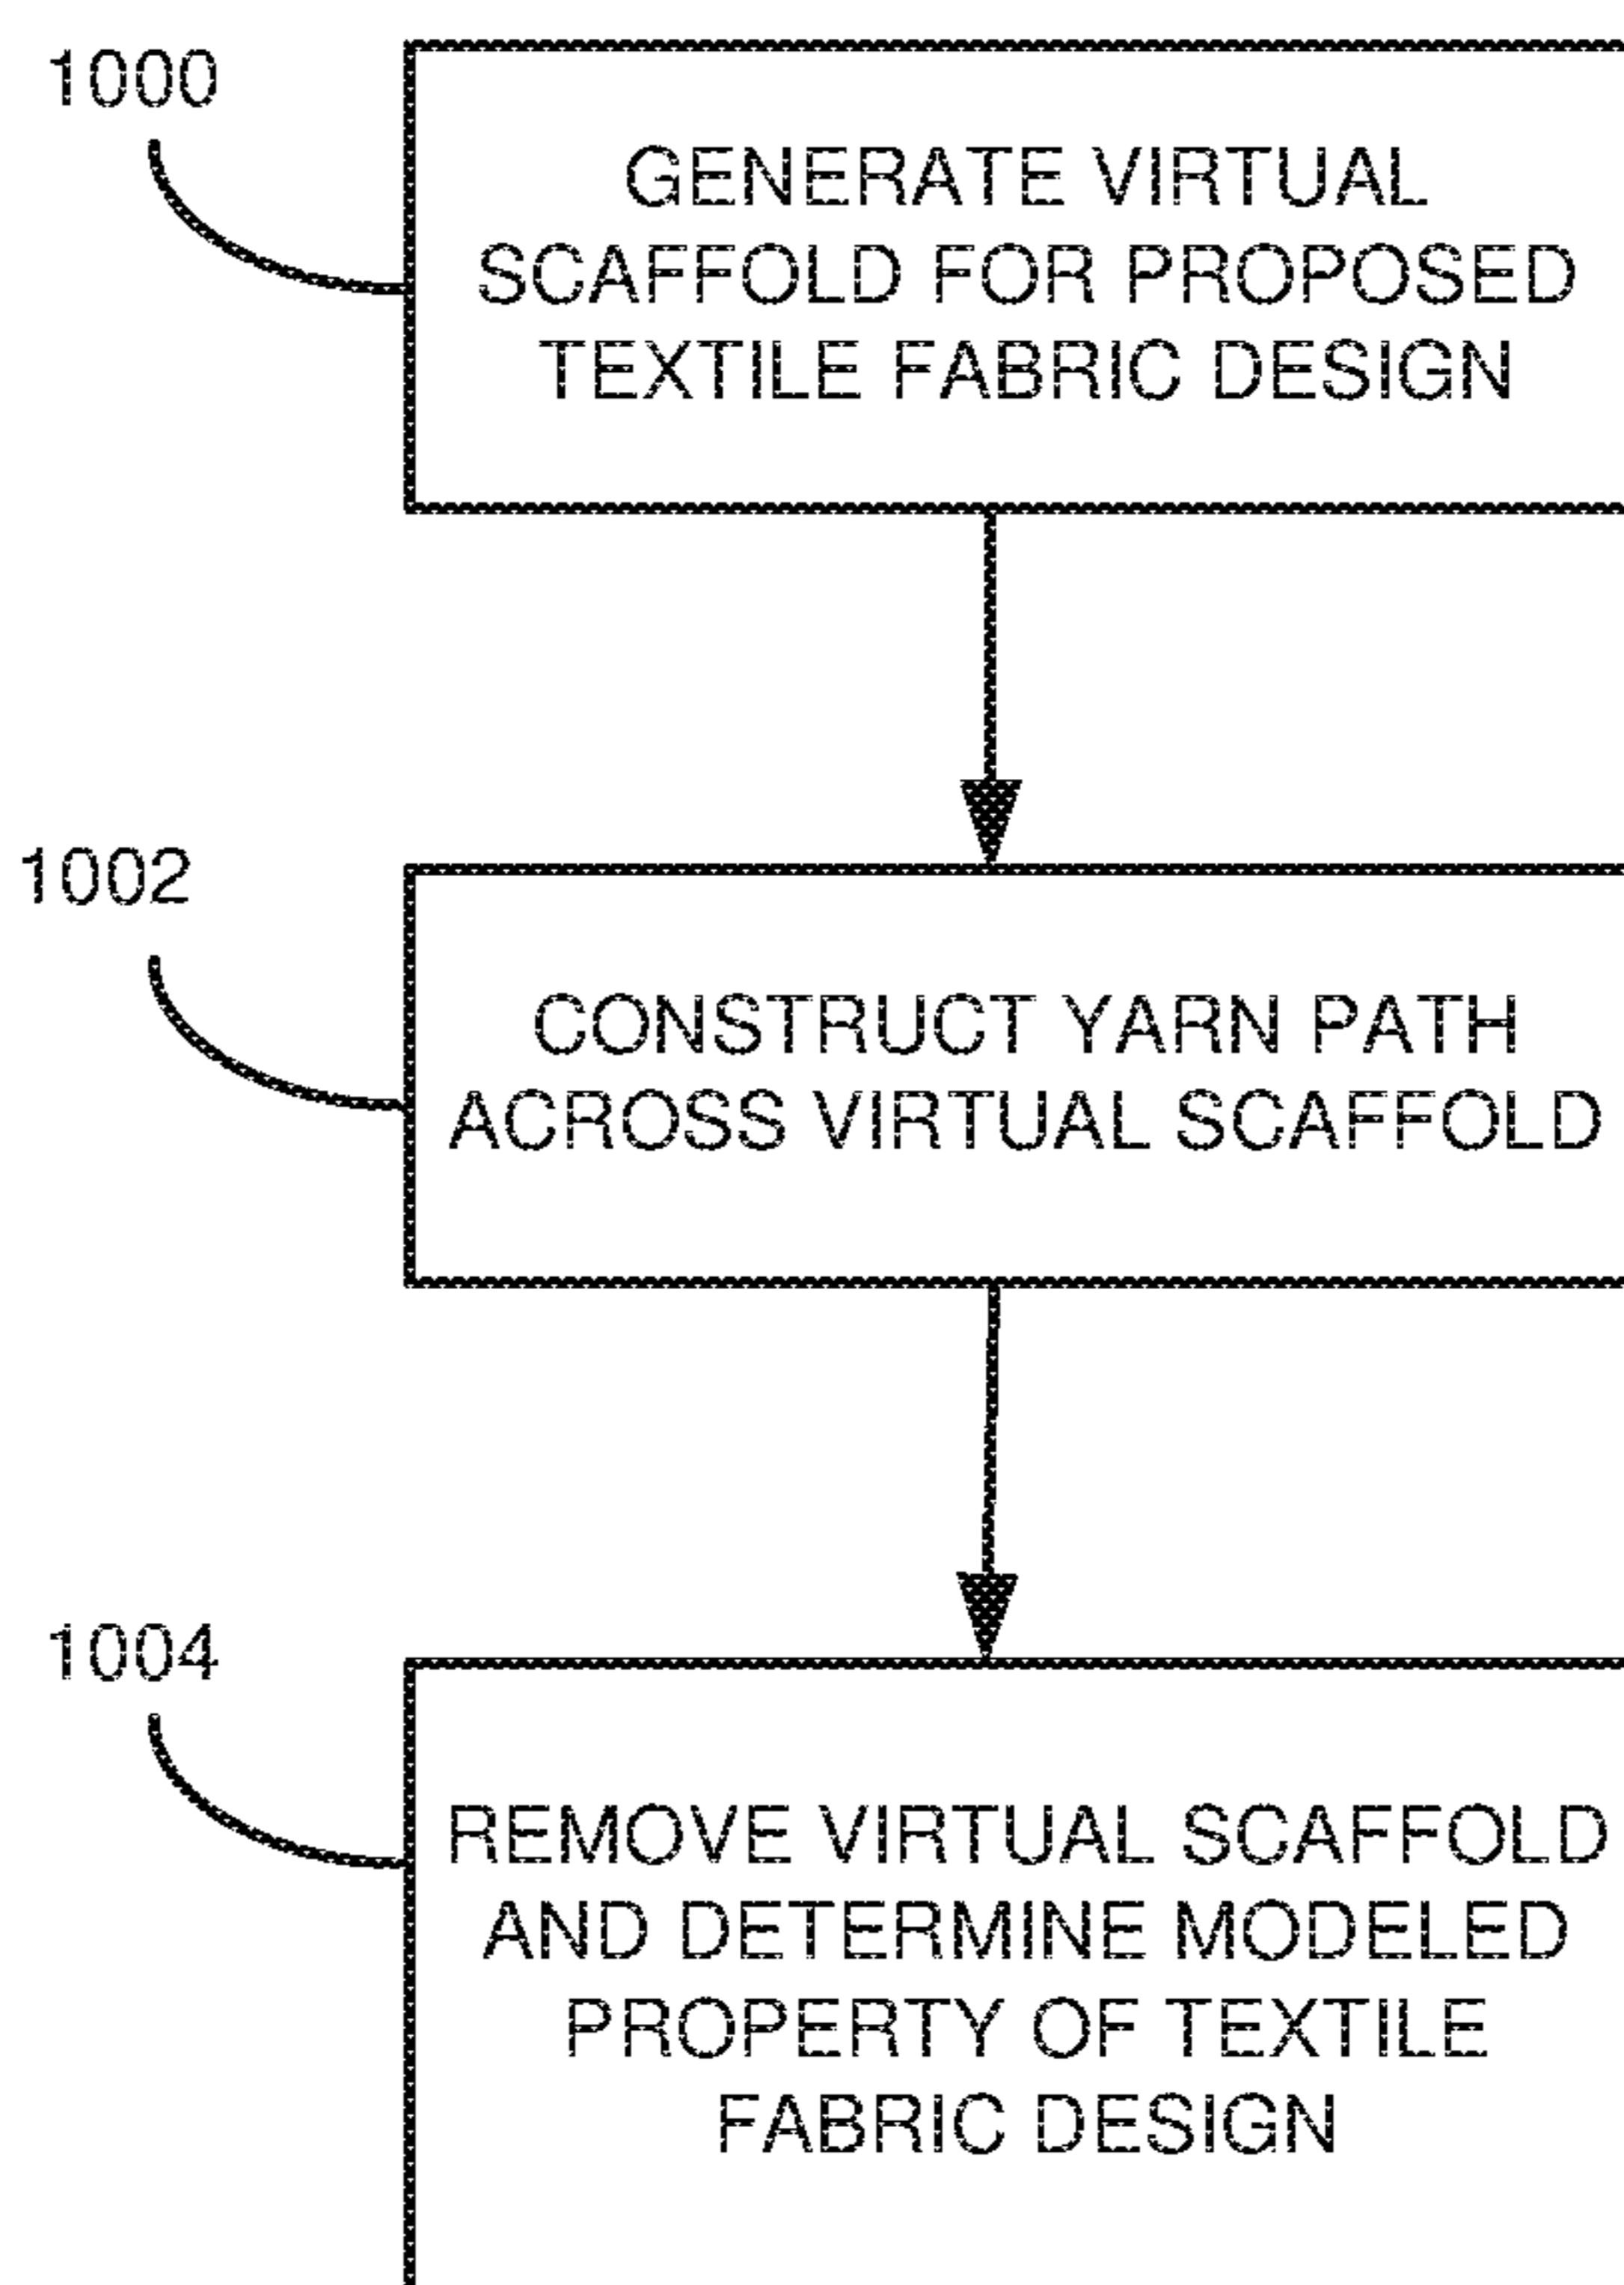 1000
GENERATE VIRTUAL
SCAFFOLD FOR PROPOSED
TEXTILE FABRIC DESIGN
1002
CONSTRUCT YARN PATH
ACROSS VIRTUAL SCAFFOLD
1004
REMOVE VIRTUAL SCAFFOLD
AND DETERMINE MODELED
PROPERTY OF TEXTILE
FABRIC DESIGN